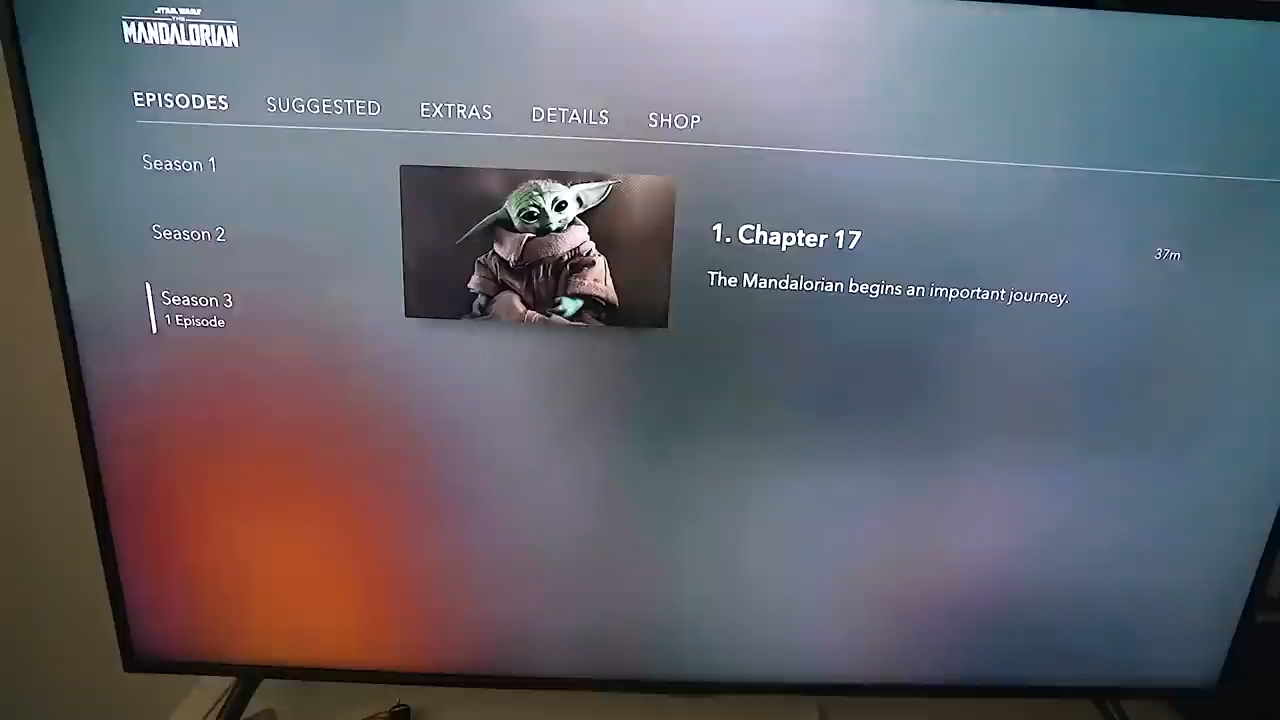 STAR WARS
THE
MANDALORIAN
EPISODES SUGGESTED EXTRAS DETAILS SHOP
Season 1
Season 2
Season 3
1 Episode
1. Chapter 17
37m
The Mandalorian begins an important journey.